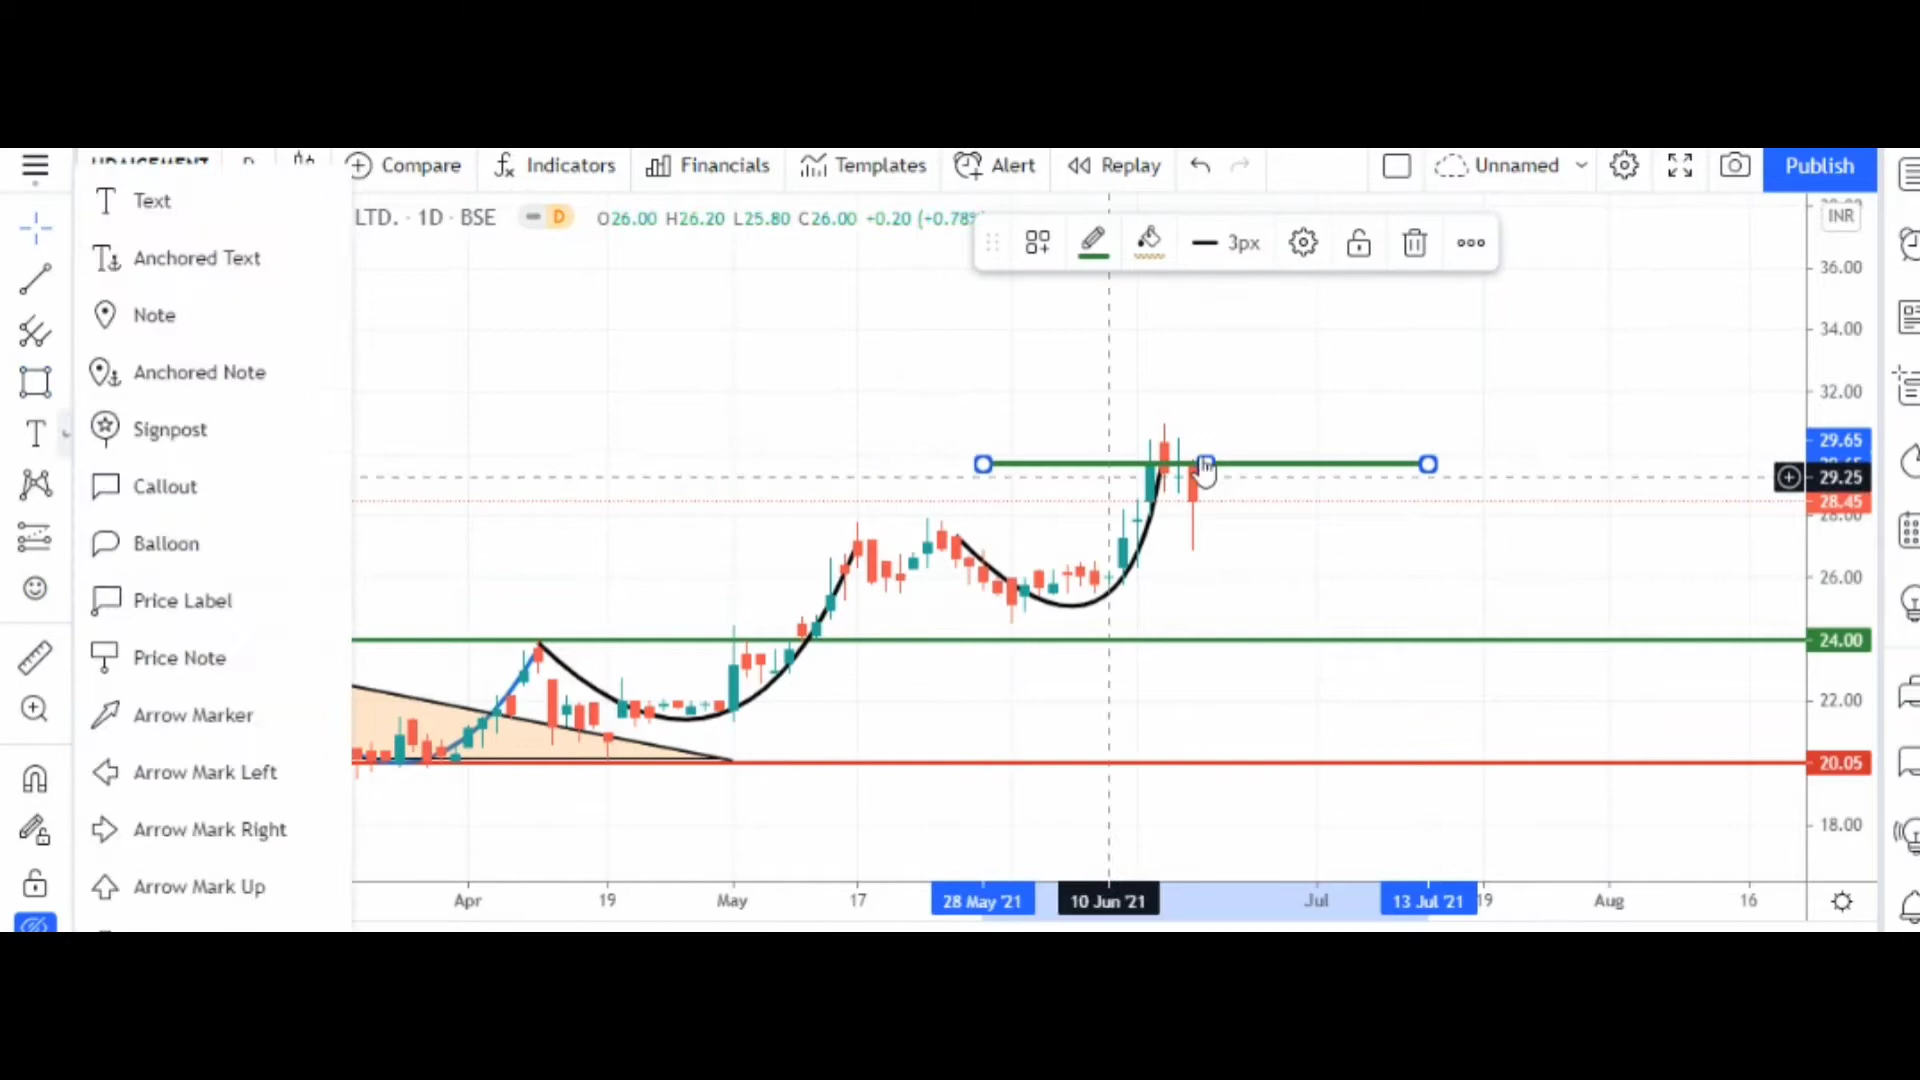 Compare Indicators Financials Templates Alert Replay Unnamed Publish
LTD. · 1D · BSE D O26.00 H26.20 L25.80 C26.00 +0.20
INR
3px
Text
Anchored Text
Note
Anchored Note
Signpost
Callout
Balloon
Price Label
Price Note
Arrow Marker
Arrow Mark Left
Arrow Mark Right
Arrow Mark Up
36.00
34.00
32.00
29.65
29.25
28.45
28.00
26.00
24.00
22.00
20.05
18.00
Apr 19 May 17 28 May '21 10 Jun '21 Jul 13 Jul '21 19 Aug 16